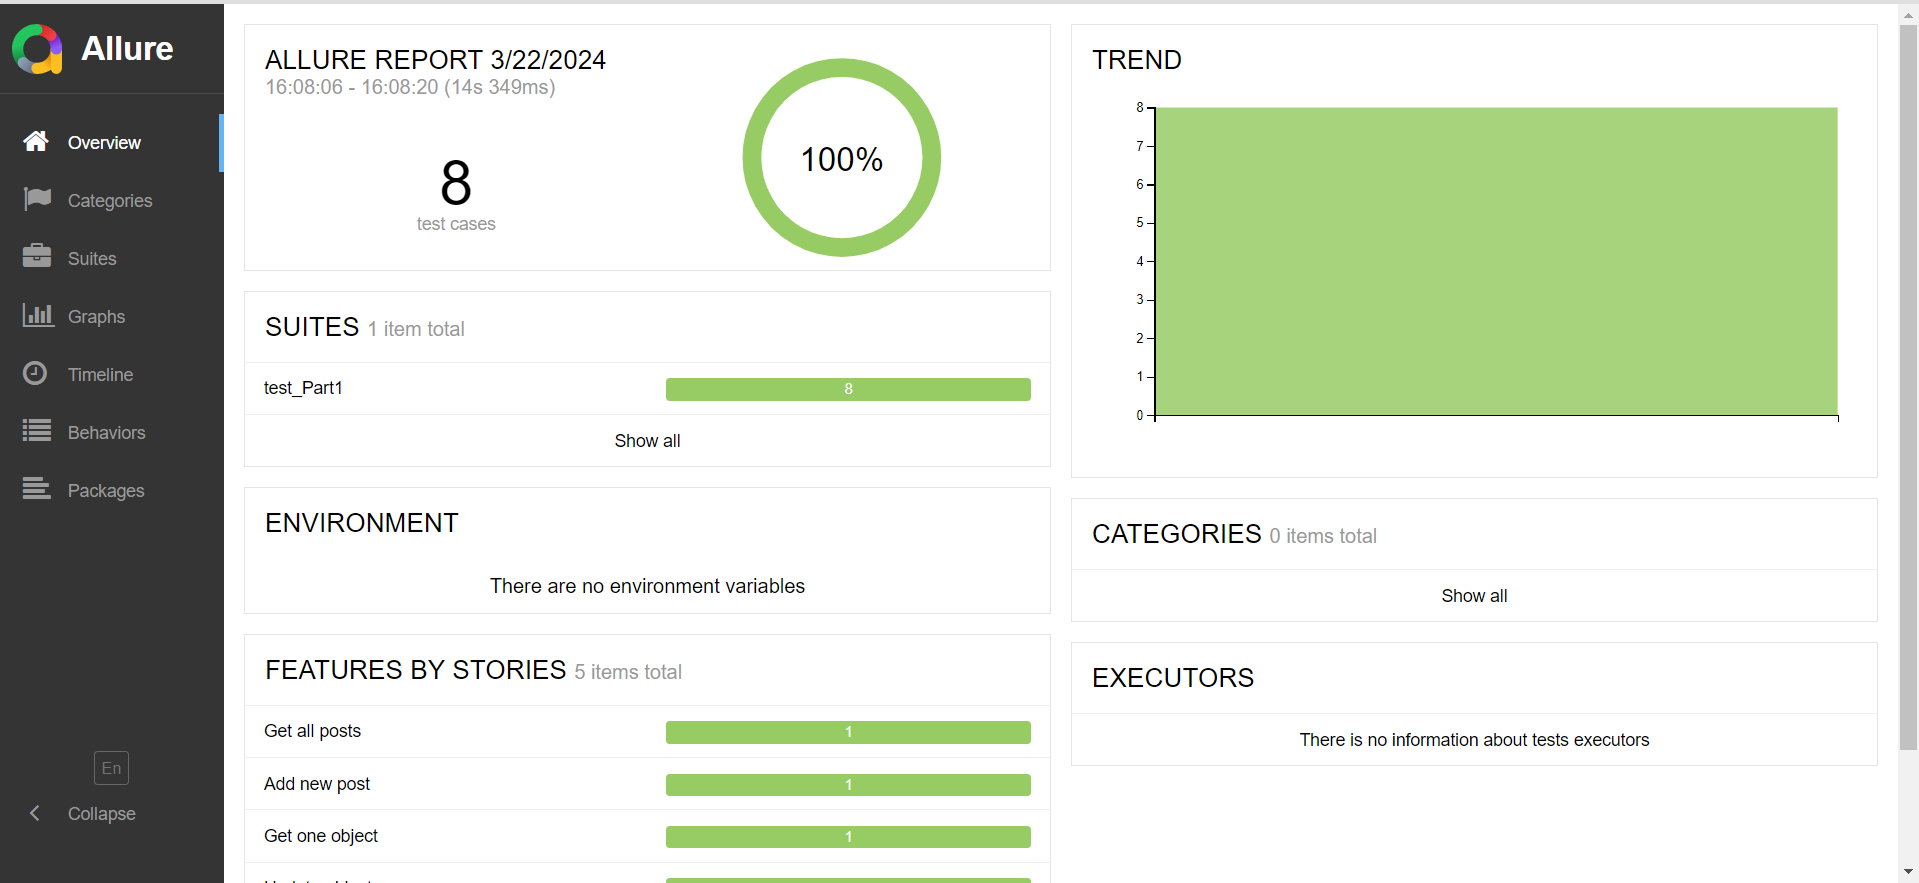 Allure
Overview
Categories
Suites
Graphs
Timeline
Behaviors
Packages
En
Collapse
ALLURE REPORT 3/22/2024
16:08:06 - 16:08:20 (14s 349ms)
8
test cases
100%
SUITES 1 item total
test_Part1 8
Show all
ENVIRONMENT
There are no environment variables
FEATURES BY STORIES 5 items total
Get all posts 1
Add new post 1
Get one object 1
TREND
8
7
6
5
4
3
2
1
0
CATEGORIES 0 items total
Show all
EXECUTORS
There is no information about tests executors